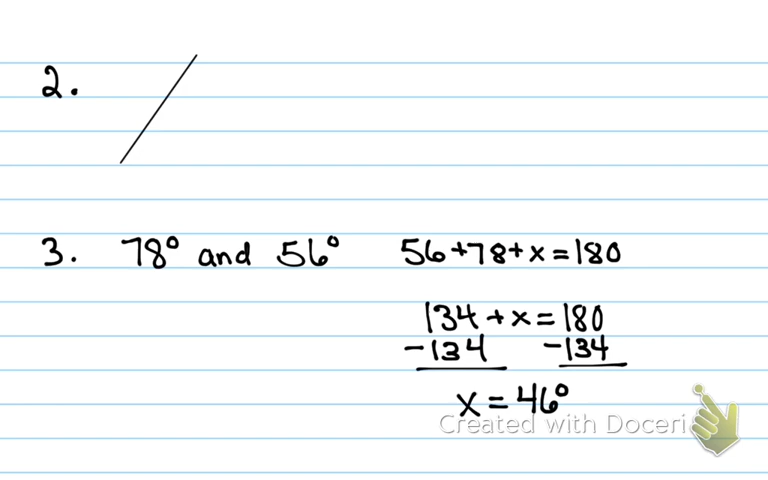 2.
3. 78° and 56° 56+78+x=180
134+x=180
-134 -134
x=46°
Created with Doceri